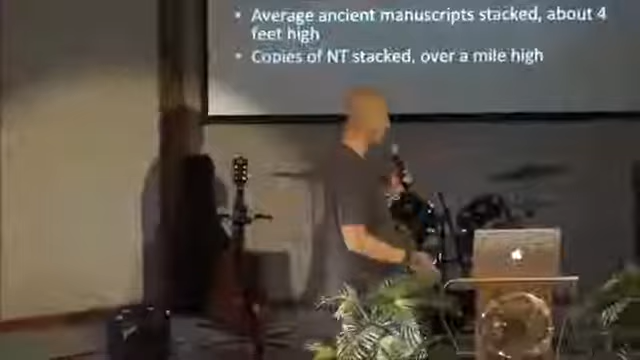 • Average ancient manuscripts stacked, about 4
feet high
• Copies of NT stacked, over a mile high